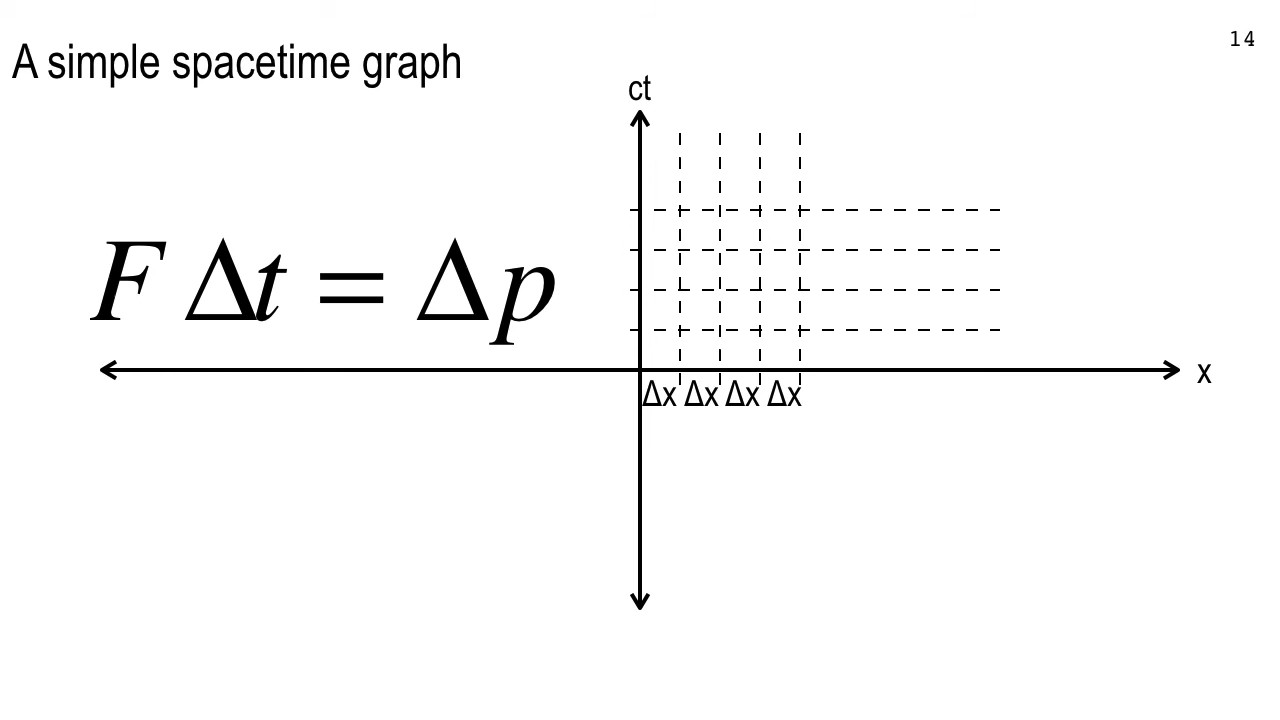 A simple spacetime graph
14
ct
F Δt = Δp
x
Δx Δx Δx Δx